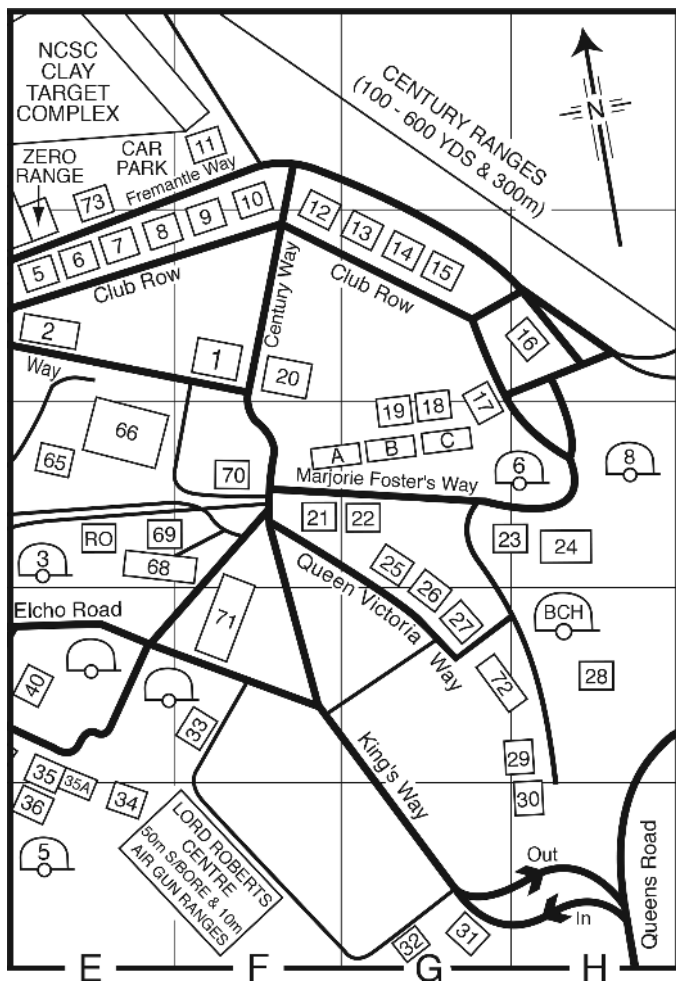 NCSC
CLAY
TARGET
COMPLEX
CENTURY RANGES
(100 - 600 YDS & 300m)
N
ZERO
RANGE
CAR
PARK
11
Fremantle Way
73
5
6
7
8
9
10
12
13
14
15
Club Row
Club Row
Century Way
2
1
20
16
Way
66
65
70
19
18
17
A
B
C
6
8
Marjorie Foster's Way
RO
69
68
3
21
22
23
24
25
26
27
Queen Victoria
Way
BCH
Elcho Road
71
28
40
33
72
29
30
King's Way
35
35A
34
36
5
LORD ROBERTS
CENTRE
50m S/BORE & 10m
AIR GUN RANGES
Out
In
Queens Road
31
32
E
F
G
H